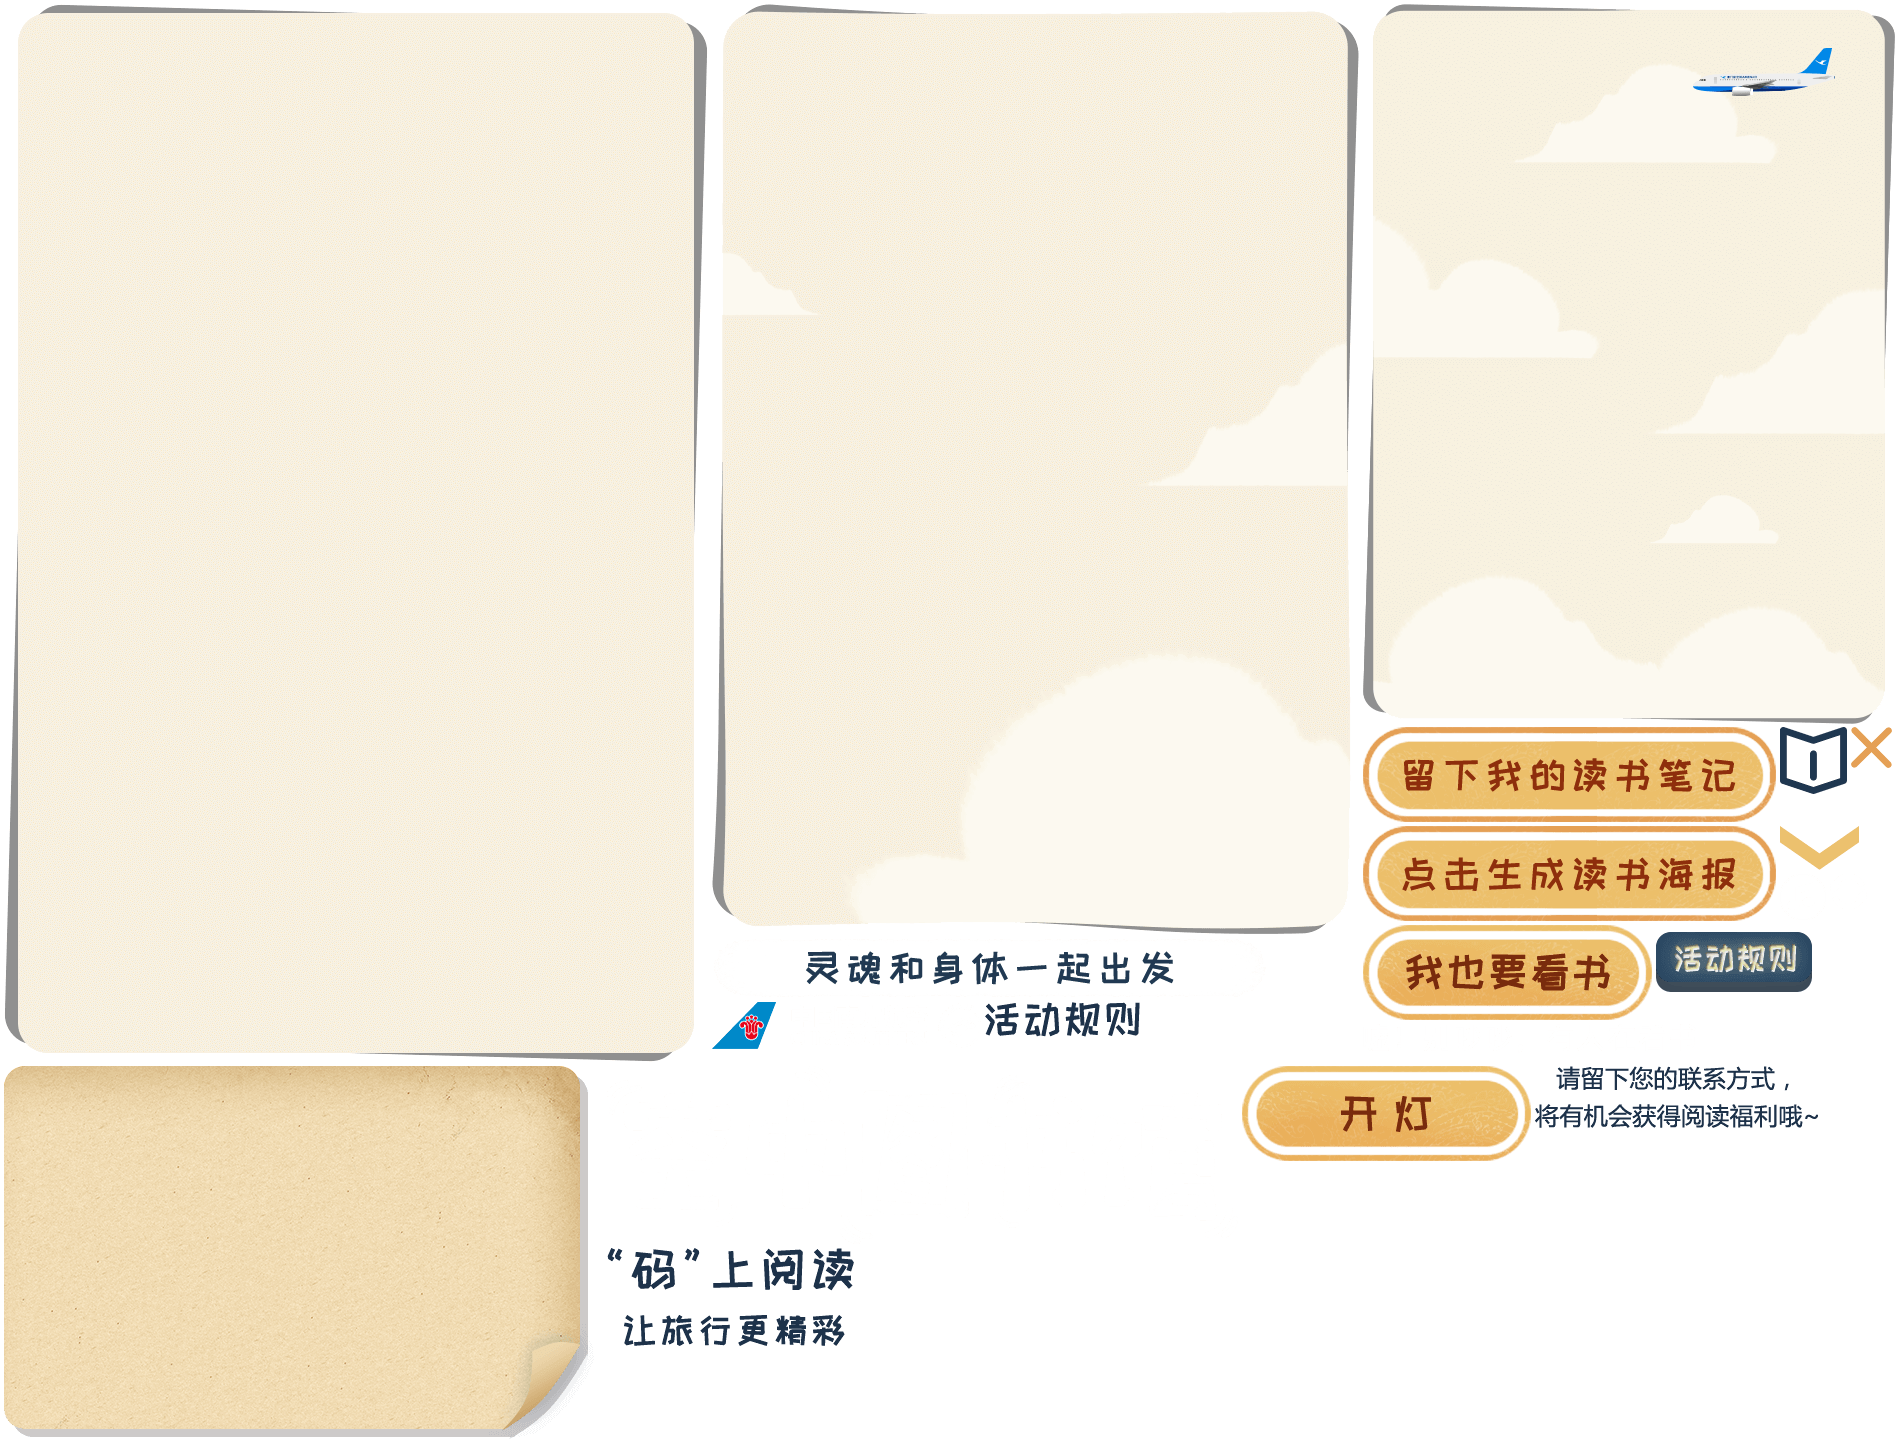 留下我的读书笔记
点击生成读书海报
我也要看书
活动规则
灵魂和身体一起出发
活动规则
开灯
请留下您的联系方式，
将有机会获得阅读福利哦~
“码”上阅读
让旅行更精彩